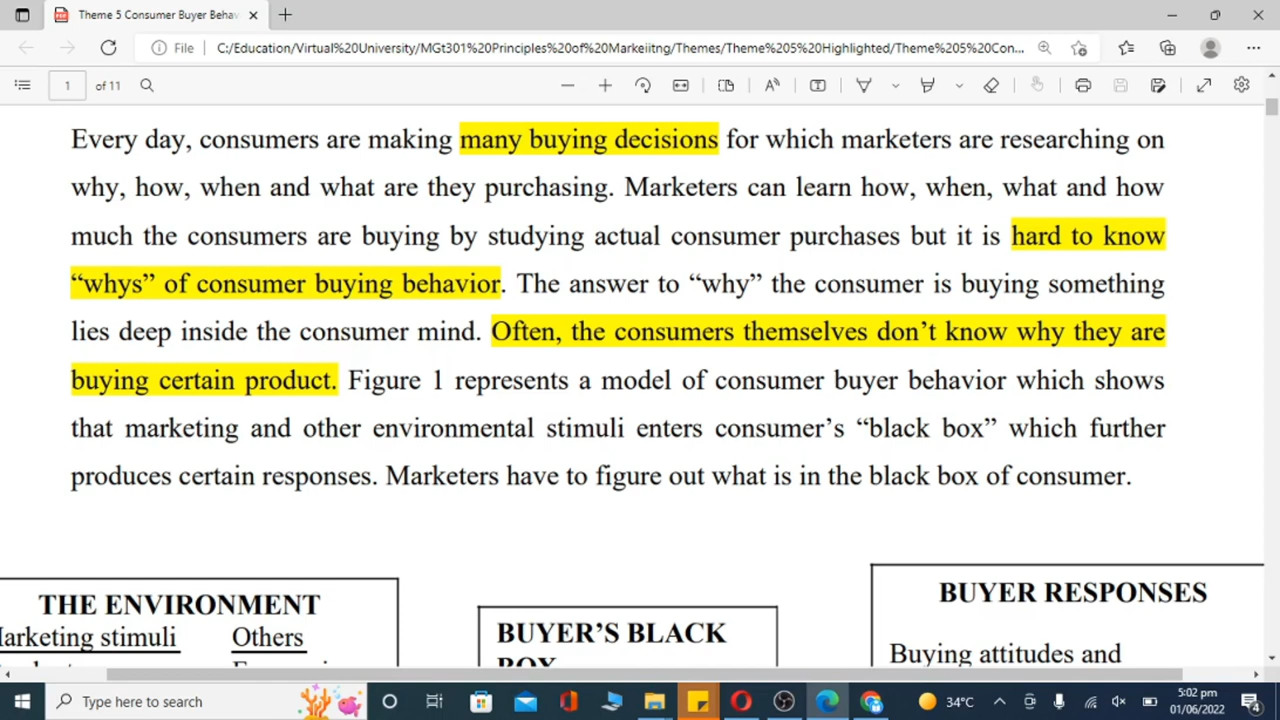 Theme 5 Consumer Buyer Behav
File
C:/Education/Virtual%20University/MGt301%20Principles%20of%20Markeiitng/Themes/Theme%205%20Highlighted/Theme%205%20Con...
1 of 11
Every day, consumers are making many buying decisions for which marketers are researching on
why, how, when and what are they purchasing. Marketers can learn how, when, what and how
much the consumers are buying by studying actual consumer purchases but it is hard to know
“whys” of consumer buying behavior. The answer to “why” the consumer is buying something
lies deep inside the consumer mind. Often, the consumers themselves don’t know why they are
buying certain product. Figure 1 represents a model of consumer buyer behavior which shows
that marketing and other environmental stimuli enters consumer’s “black box” which further
produces certain responses. Marketers have to figure out what is in the black box of consumer.
THE ENVIRONMENT
arketing stimuli Others
BUYER’S BLACK
BOX
BUYER RESPONSES
Buying attitudes and
Type here to search
34°C
5:02 pm
01/06/2022
4